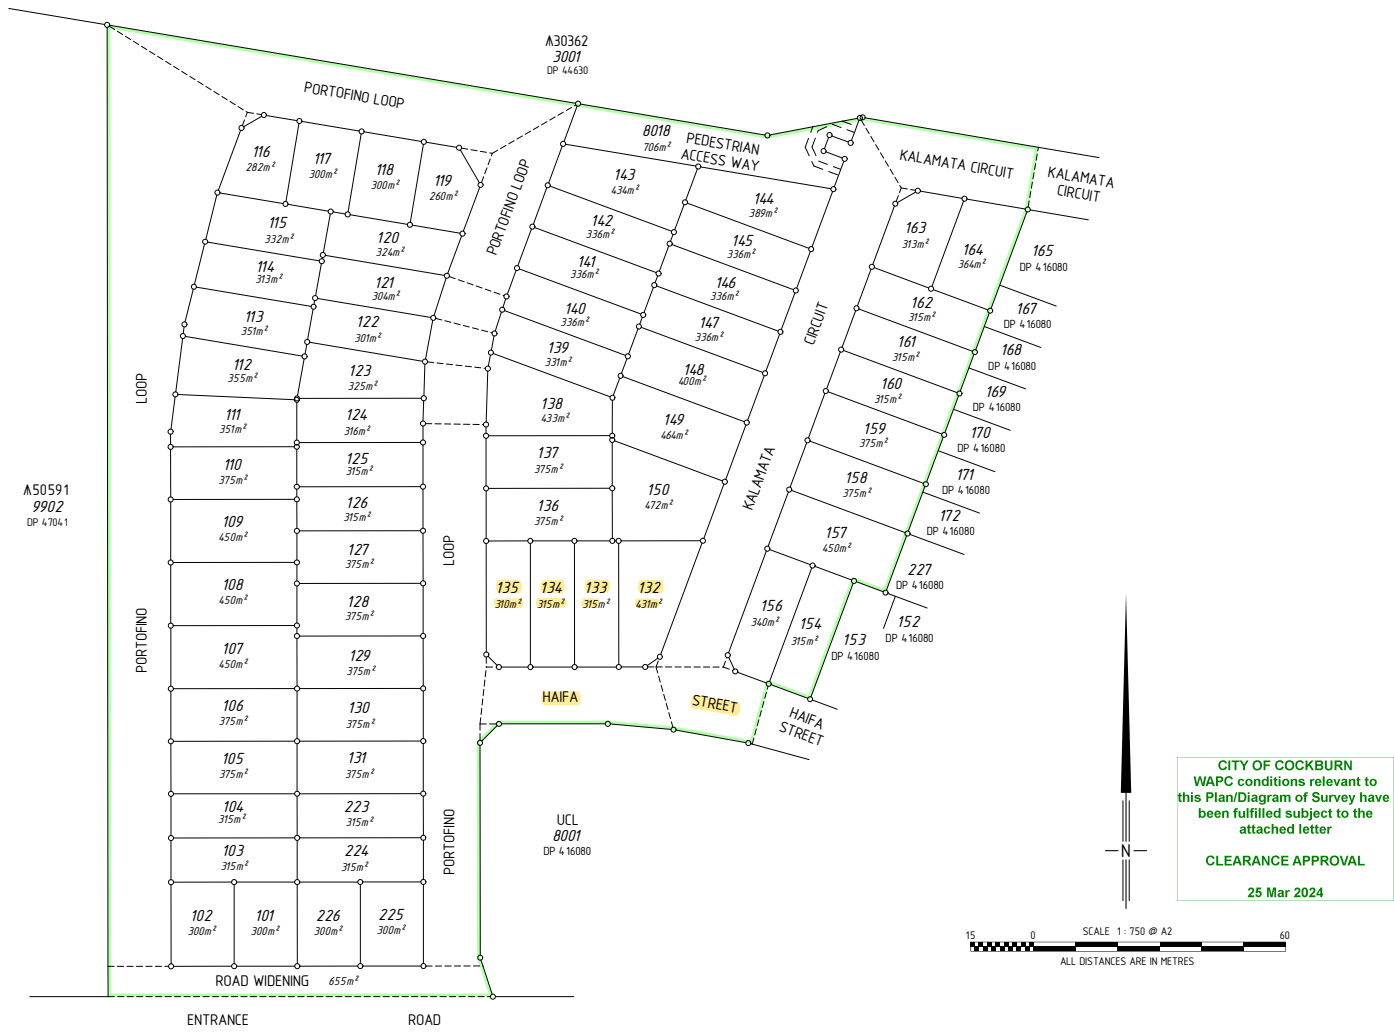 ⩚30362
3001
DP 44630
PORTOFINO LOOP
8018
706m²
PEDESTRIAN
ACCESS WAY
KALAMATA CIRCUIT
KALAMATA
CIRCUIT
116
282m²
117
300m²
118
300m²
119
260m²
PORTOFINO LOOP
143
434m²
144
389m²
115
332m²
120
324m²
142
336m²
145
336m²
163
313m²
164
364m²
165
DP 416080
114
313m²
121
304m²
141
336m²
146
336m²
162
315m²
167
DP 416080
113
351m²
122
301m²
140
336m²
147
336m²
CIRCUIT
161
315m²
168
DP 416080
112
355m²
123
325m²
139
331m²
148
400m²
160
315m²
169
DP 416080
LOOP
111
351m²
124
316m²
138
433m²
149
464m²
159
375m²
170
DP 416080
110
375m²
125
315m²
137
375m²
KALAMATA
158
375m²
171
DP 416080
⩚50591
9902
DP 47041
109
450m²
126
315m²
136
375m²
150
472m²
172
DP 416080
127
375m²
LOOP
157
450m²
227
DP 416080
108
450m²
128
375m²
135
310m²
134
315m²
133
315m²
132
431m²
156
340m²
154
315m²
153
DP 416080
152
DP 416080
PORTOFINO
107
450m²
129
375m²
106
375m²
130
375m²
HAIFA
STREET
HAIFA
STREET
105
375m²
131
375m²
104
315m²
223
315m²
103
315m²
224
315m²
PORTOFINO
UCL
8001
DP 416080
102
300m²
101
300m²
226
300m²
225
300m²
ROAD WIDENING 655m²
ENTRANCE ROAD
CITY OF COCKBURN
WAPC conditions relevant to
this Plan/Diagram of Survey have
been fulfilled subject to the
attached letter
CLEARANCE APPROVAL
25 Mar 2024
N
SCALE 1 : 750 @ A2
15 0 60
ALL DISTANCES ARE IN METRES